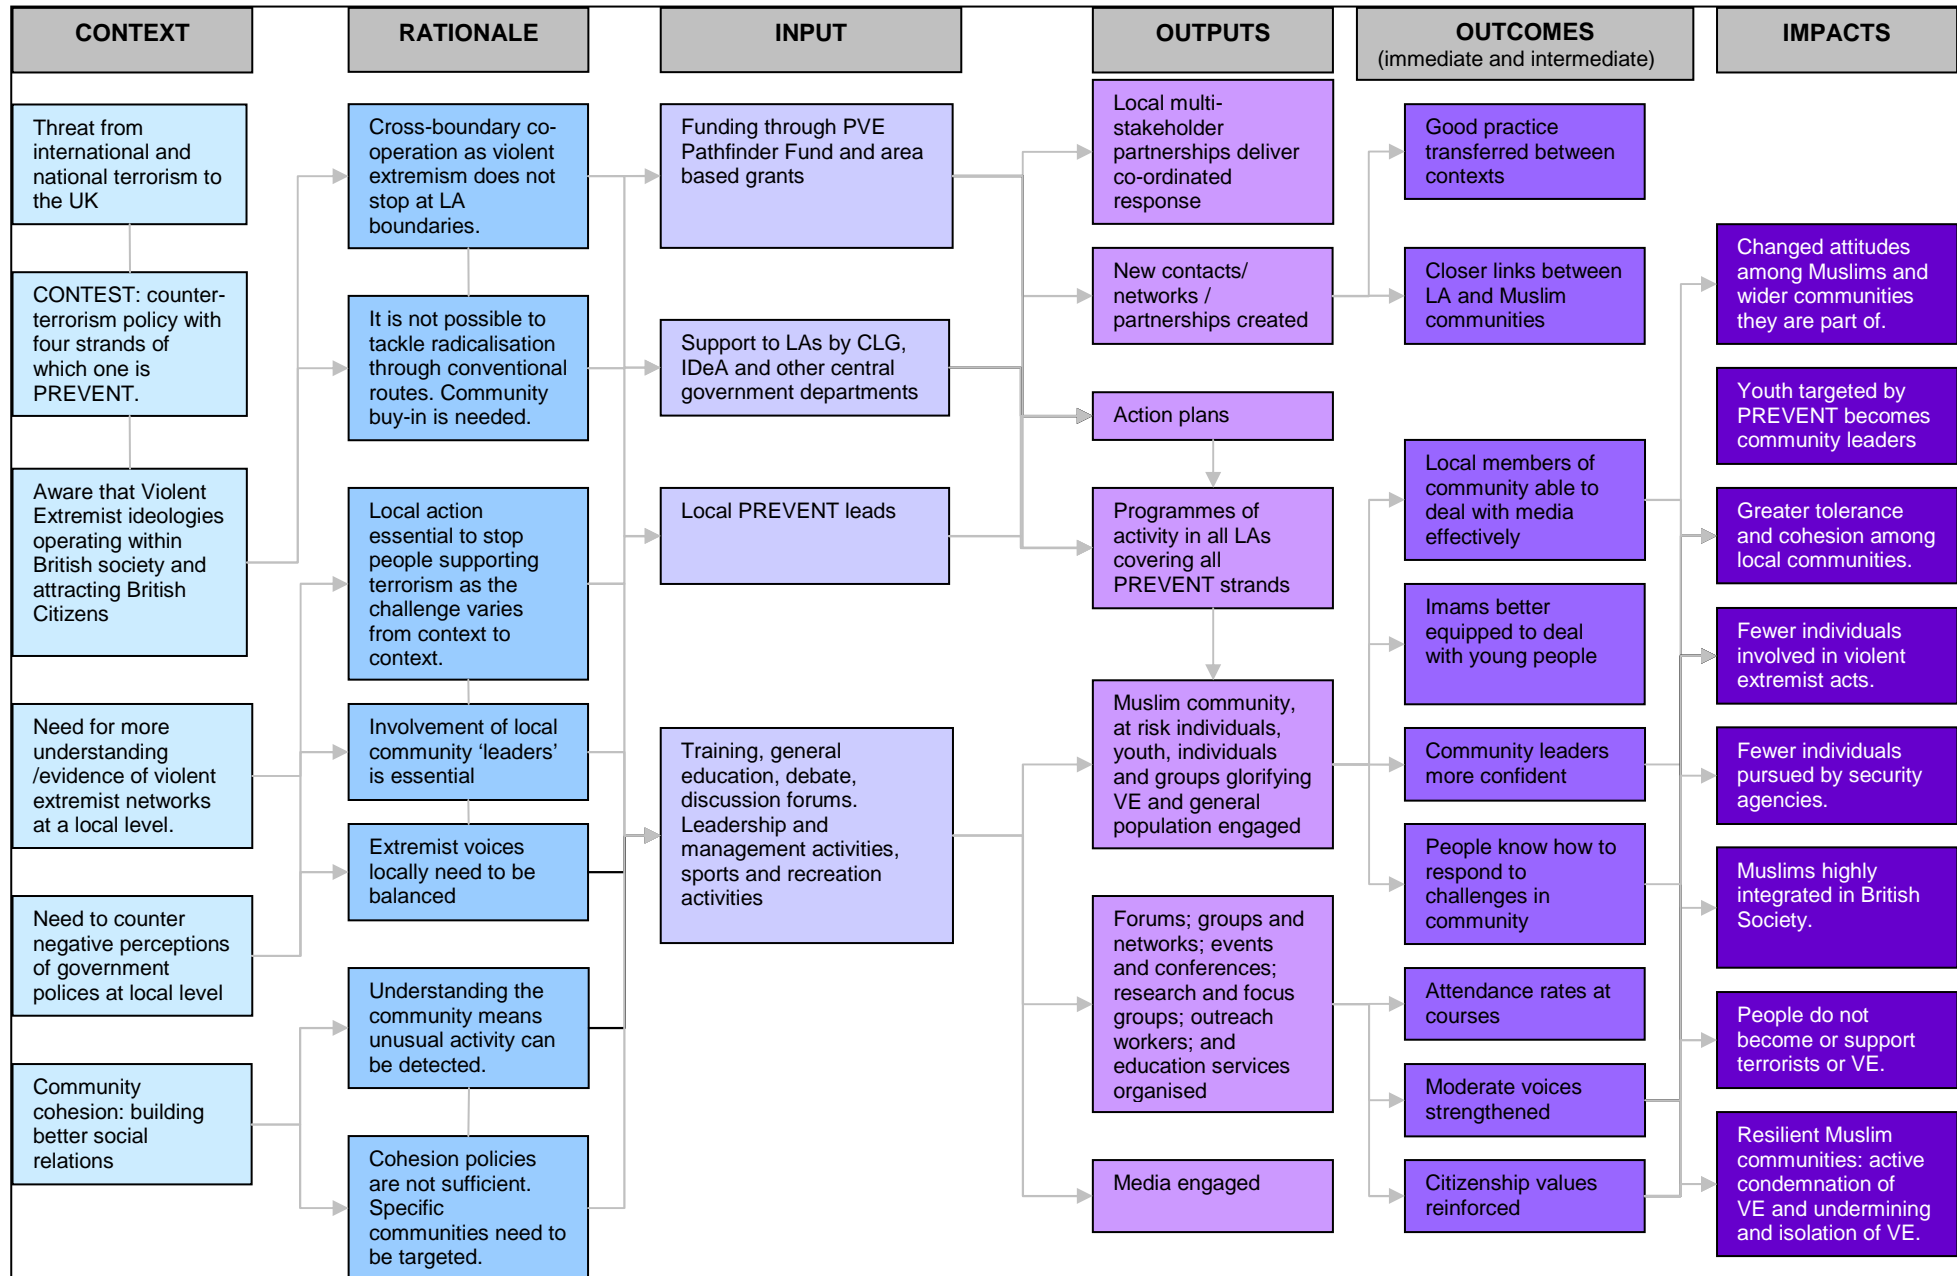 CONTEXT
RATIONALE
INPUT
OUTPUTS
OUTCOMES
(immediate and intermediate)
IMPACTS
Threat from
international and
national terrorism to
the UK
CONTEST: counter-
terrorism policy with
four strands of
which one is
PREVENT.
Aware that Violent
Extremist ideologies
operating within
British society and
attracting British
Citizens
Need for more
understanding
/evidence of violent
extremist networks
at a local level.
Need to counter
negative perceptions
of government
polices at local level
Community
cohesion: building
better social
relations
Cross-boundary co-
operation as violent
extremism does not
stop at LA
boundaries.
It is not possible to
tackle radicalisation
through conventional
routes. Community
buy-in is needed.
Local action
essential to stop
people supporting
terrorism as the
challenge varies
from context to
context.
Involvement of local
community ‘leaders’
is essential
Extremist voices
locally need to be
balanced
Understanding the
community means
unusual activity can
be detected.
Cohesion policies
are not sufficient.
Specific
communities need to
be targeted.
Funding through PVE
Pathfinder Fund and area
based grants
Support to LAs by CLG,
IDeA and other central
government departments
Local PREVENT leads
Training, general
education, debate,
discussion forums.
Leadership and
management activities,
sports and recreation
activities
Local multi-
stakeholder
partnerships deliver
co-ordinated
response
New contacts/
networks /
partnerships created
Action plans
Programmes of
activity in all LAs
covering all
PREVENT strands
Muslim community,
at risk individuals,
youth, individuals
and groups glorifying
VE and general
population engaged
Forums; groups and
networks; events
and conferences;
research and focus
groups; outreach
workers; and
education services
organised
Media engaged
Good practice
transferred between
contexts
Closer links between
LA and Muslim
communities
Local members of
community able to
deal with media
effectively
Imams better
equipped to deal
with young people
Community leaders
more confident
People know how to
respond to
challenges in
community
Attendance rates at
courses
Moderate voices
strengthened
Citizenship values
reinforced
Changed attitudes
among Muslims and
wider communities
they are part of.
Youth targeted by
PREVENT becomes
community leaders
Greater tolerance
and cohesion among
local communities.
Fewer individuals
involved in violent
extremist acts.
Fewer individuals
pursued by security
agencies.
Muslims highly
integrated in British
Society.
People do not
become or support
terrorists or VE.
Resilient Muslim
communities: active
condemnation of
VE and undermining
and isolation of VE.